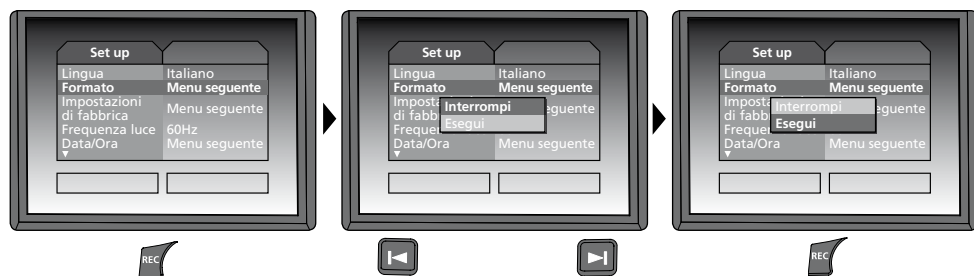 Set up
Lingua Italiano
Formato Menu seguente
Impostazioni
di fabbrica Menu seguente
Frequenza luce 60Hz
Data/Ora Menu seguente
REC
Set up
Lingua Italiano
Formato Menu seguente
Interrompi
Esegui
di
Data/Ora Menu seguente
Set up
Lingua Italiano
Formato Menu seguente
Interrompi
Esegui
di
Data/Ora Menu seguente
REC